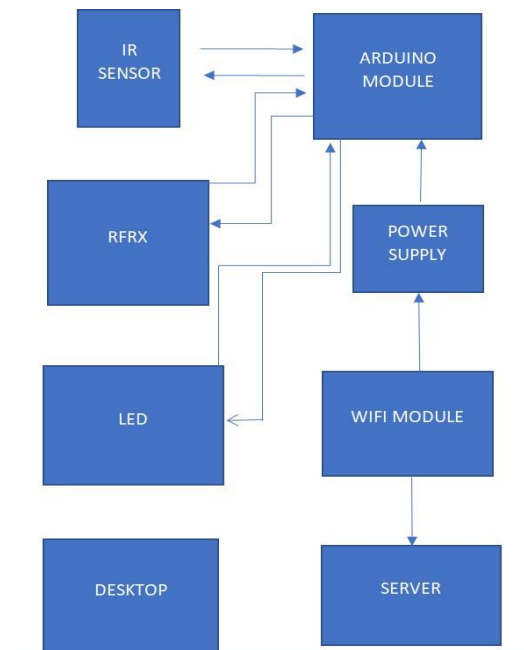 IR
SENSOR
ARDUINO
MODULE
RFRX
POWER
SUPPLY
LED
WIFI MODULE
DESKTOP
SERVER